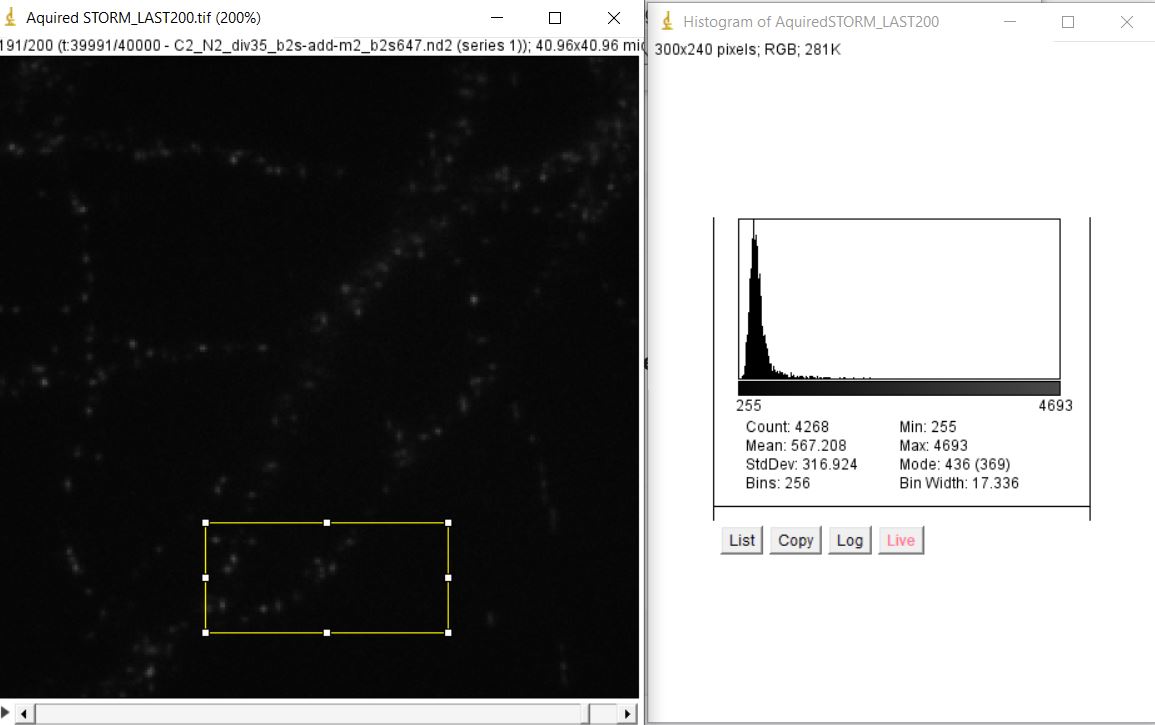 Aquired STORM_LAST200.tif (200%)
191/200 (t:39991/40000 - C2_N2_div35_b2s-add-m2_b2s647.nd2 (series 1)); 40.96x40.96 mic
Histogram of AquiredSTORM_LAST200
300x240 pixels; RGB; 281K
255 4693
Count: 4268 Min: 255
Mean: 567.208 Max: 4693
StdDev: 316.924 Mode: 436 (369)
Bins: 256 Bin Width: 17.336
List Copy Log Live